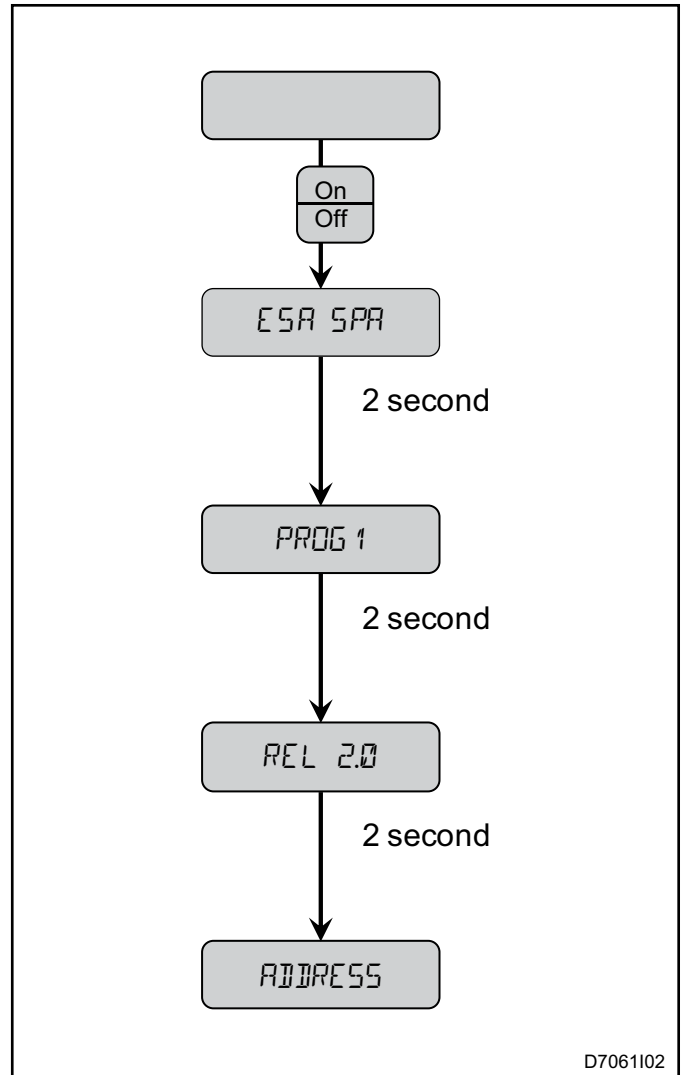 On
Off
ESA SPA
2 second
PROG 1
2 second
REL 2.0
2 second
ADDRESS
D7061I02